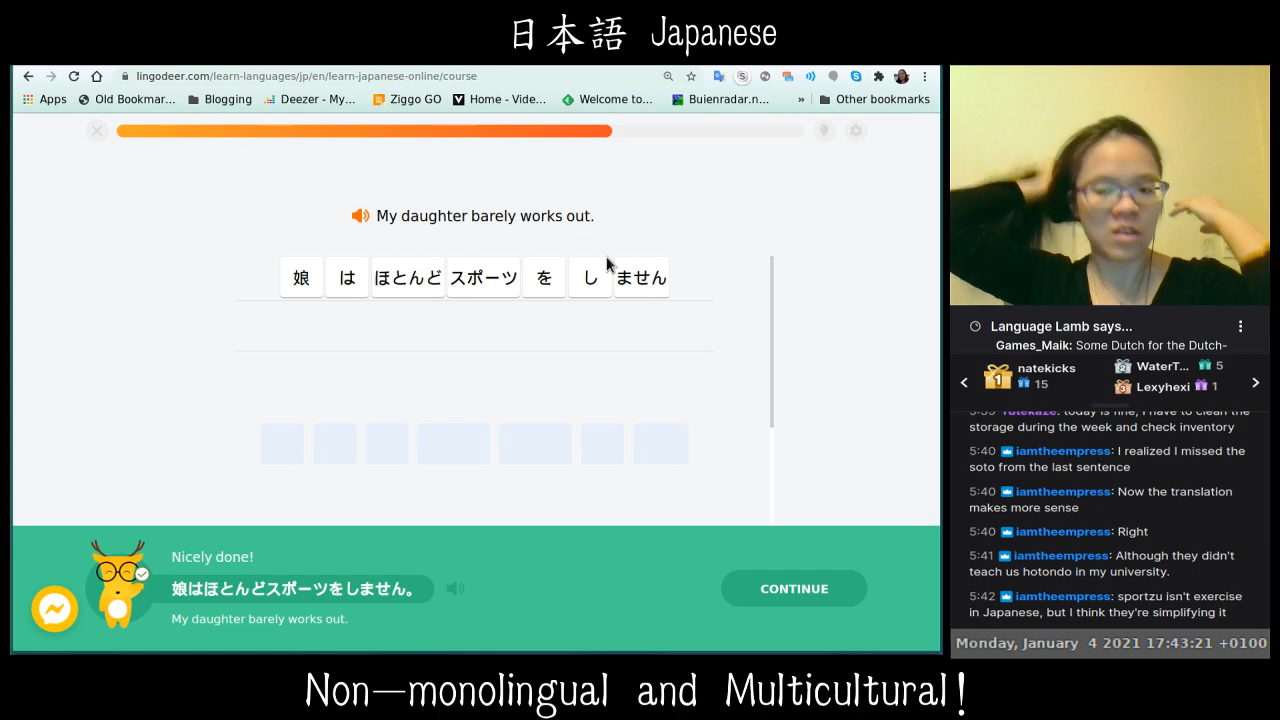 日本語 Japanese
lingodeer.com/learn-languages/jp/en/learn-japanese-online/course
Apps Old Bookmar... Blogging Deezer - My... Ziggo GO Home - Vide... Welcome to... Buienradar.n... » Other bookmarks
My daughter barely works out.
娘 は ほとんど スポーツ を し ません
Nicely done!
娘はほとんどスポーツをしません。
My daughter barely works out.
CONTINUE
Language Lamb says...
Games_Maik: Some Dutch for the Dutch-
natekicks
15
WaterT... 5
Lexyhexi 1
storage during the week and check inventory
5:40 iamtheempress: I realized I missed the
soto from the last sentence
5:40 iamtheempress: Now the translation
makes more sense
5:40 iamtheempress: Right
5:41 iamtheempress: Although they didn't
teach us hotondo in my university.
5:42 iamtheempress: sportzu isn't exercise
in Japanese, but I think they're simplifying it
Monday, January 4 2021 17:43:21 +0100
Non-monolingual and Multicultural!